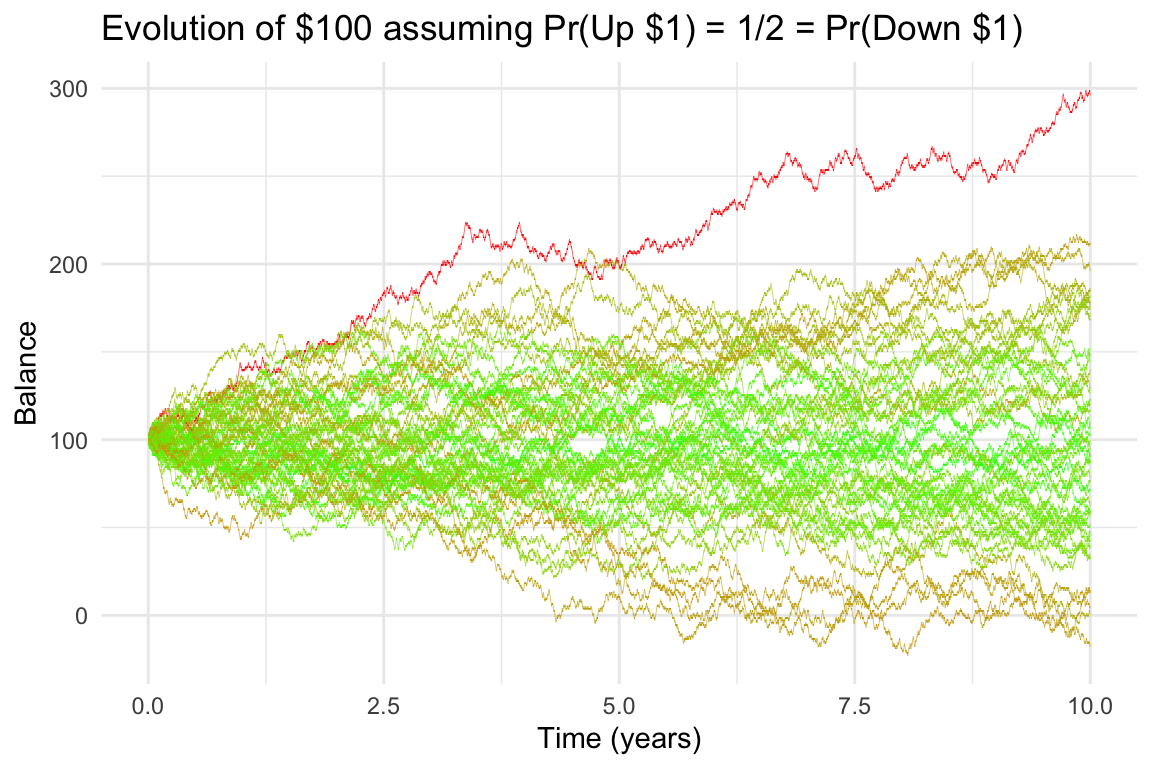 Evolution of $100 assuming Pr(Up $1) = 1/2 = Pr(Down $1)
300
200
100
0
Balance
0.0 2.5 5.0 7.5 10.0
Time (years)